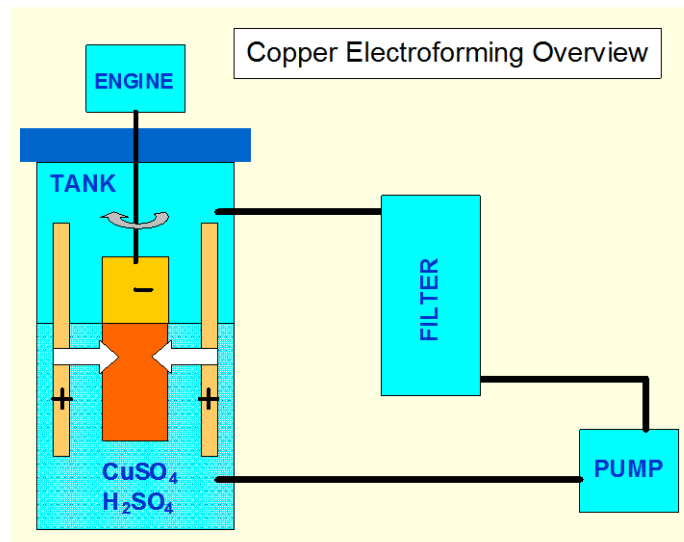 Copper Electroforming Overview
ENGINE
TANK
−
+ +
FILTER
CuSO₄
H₂SO₄
PUMP